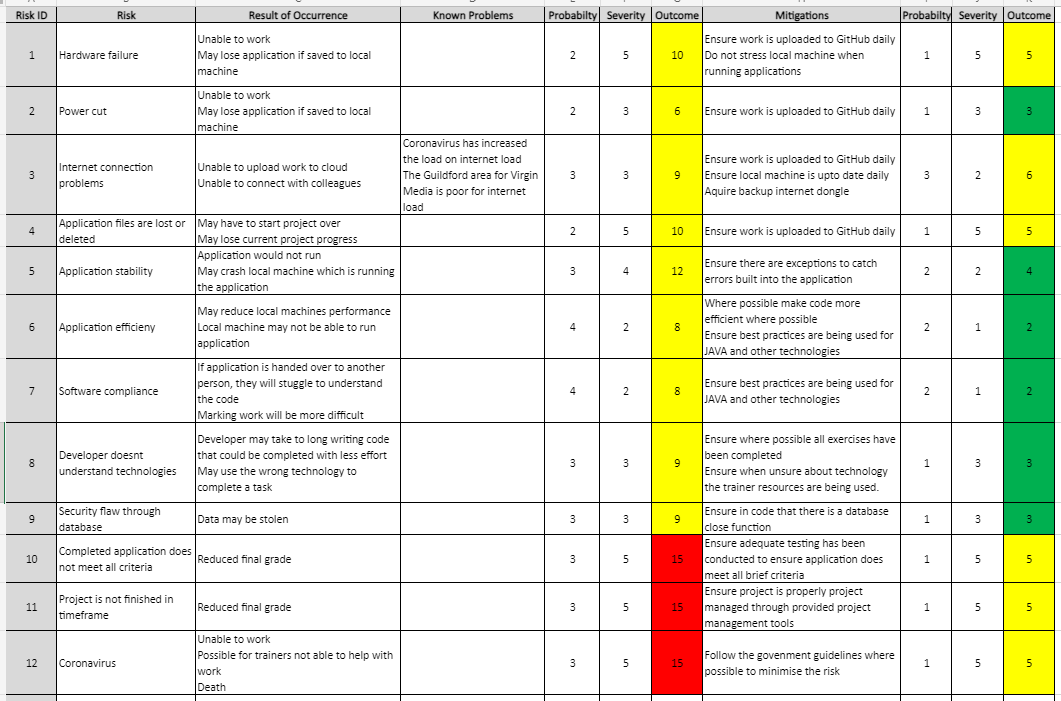 Risk ID Risk Result of Occurrence Known Problems Probabilty Severity Outcome Mitigations Probabilty Severity Outcome
1 Hardware failure
Unable to work
May lose application if saved to local
machine
2 5 10
Ensure work is uploaded to GitHub daily
Do not stress local machine when
running applications
1 5 5
2 Power cut
Unable to work
May lose application if saved to local
machine
2 3 6
Ensure work is uploaded to GitHub daily
1 3 3
3
Internet connection
problems
Unable to upload work to cloud
Unable to connect with colleagues
Coronavirus has increased
the load on internet load
The Guildford area for Virgin
Media is poor for internet
load
3 3 9
Ensure work is uploaded to GitHub daily
Ensure local machine is upto date daily
Aquire backup internet dongle
3 2 6
4
Application files are lost or
deleted
May have to start project over
May lose current project progress
2 5 10
Ensure work is uploaded to GitHub daily
1 5 5
5 Application stability
Application would not run
May crash local machine which is running
the application
3 4 12
Ensure there are exceptions to catch
errors built into the application
2 2 4
6 Application efficieny
May reduce local machines performance
Local machine may not be able to run
application
4 2 8
Where possible make code more
efficient where possible
Ensure best practices are being used for
JAVA and other technologies
2 1 2
7 Software compliance
If application is handed over to another
person, they will stuggle to understand
the code
Marking work will be more difficult
4 2 8
Ensure best practices are being used for
JAVA and other technologies
2 1 2
8
Developer doesnt
understand technologies
Developer may take to long writing code
that could be completed with less effort
May use the wrong technology to
complete a task
3 3 9
Ensure where possible all exercises have
been completed
Ensure when unsure about technology
the trainer resources are being used.
1 3 3
9
Security flaw through
database
Data may be stolen
3 3 9
Ensure in code that there is a database
close function
1 3 3
10
Completed application does
not meet all criteria
Reduced final grade
3 5 15
Ensure adequate testing has been
conducted to ensure application does
meet all brief criteria
1 5 5
11
Project is not finished in
timeframe
Reduced final grade
3 5 15
Ensure project is properly project
managed through provided project
management tools
1 5 5
12 Coronavirus
Unable to work
Possible for trainers not able to help with
work
Death
3 5 15
Follow the govenment guidelines where
possible to minimise the risk
1 5 5